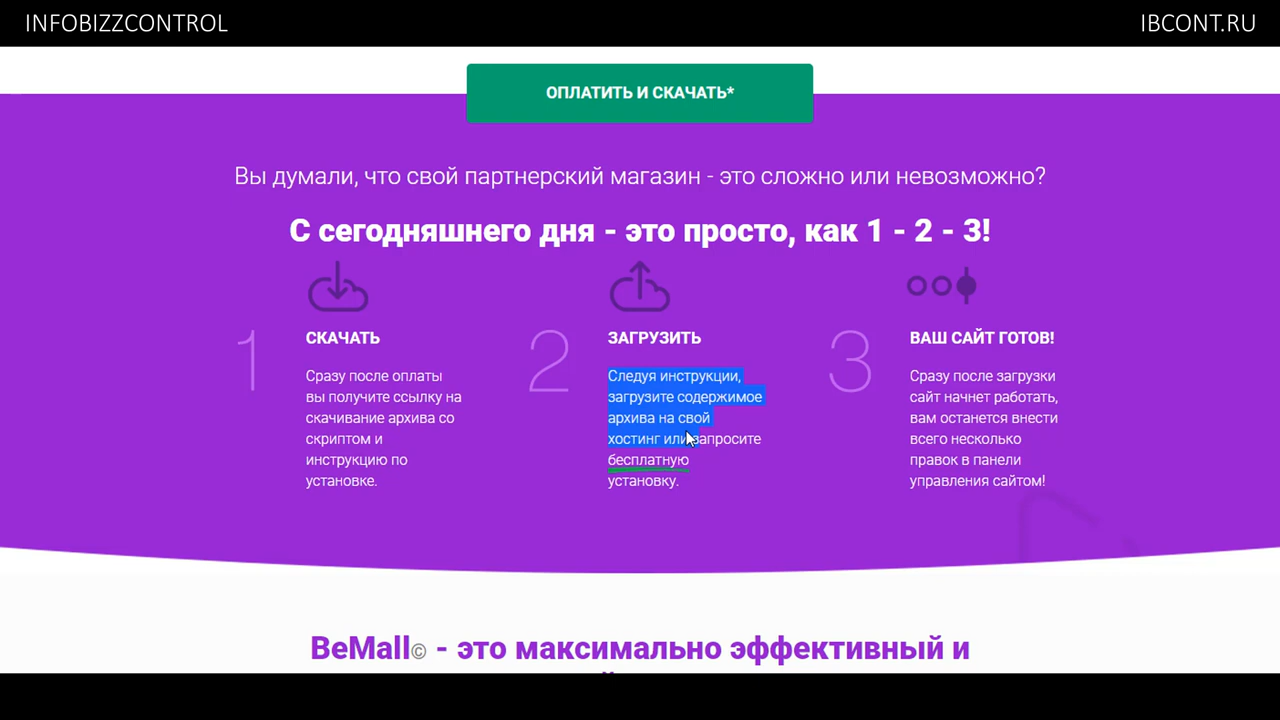 INFOBIZZCONTROL
IBCONT.RU
ОПЛАТИТЬ И СКАЧАТЬ*
Вы думали, что свой партнерский магазин - это сложно или невозможно?
С сегодняшнего дня - это просто, как 1 - 2 - 3!
1
СКАЧАТЬ
Сразу после оплаты
вы получите ссылку на
скачивание архива со
скриптом и
инструкцию по
установке.
2
ЗАГРУЗИТЬ
Следуя инструкции,
загрузите содержимое
архива на свой
хостинг или запросите
бесплатную
установку.
3
ВАШ САЙТ ГОТОВ!
Сразу после загрузки
сайт начнет работать,
вам останется внести
всего несколько
правок в панели
управления сайтом!
BeMall© - это максимально эффективный и